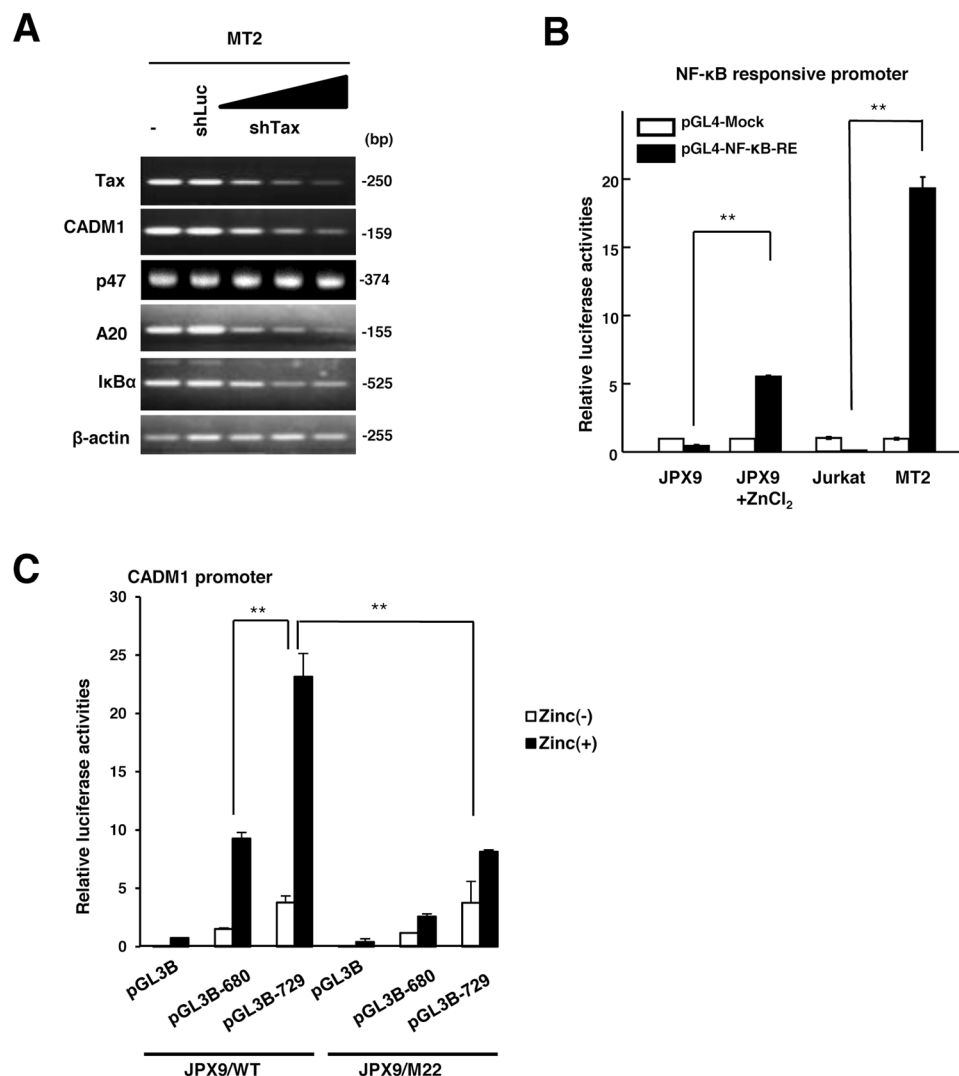 A
MT2
-
shLuc
shTax
(bp)
Tax
-250
CADM1
-159
p47
-374
A20
-155
IκBα
-525
β-actin
-255
B
NF-κB responsive promoter
pGL4-Mock
pGL4-NF-κB-RE
**
**
Relative luciferase activities
20
15
10
5
0
JPX9
JPX9
+ZnCl₂
Jurkat
MT2
C
CADM1 promoter
Relative luciferase activities
30
25
20
15
10
5
0
**
**
Zinc(-)
Zinc(+)
pGL3B
pGL3B-680
pGL3B-729
pGL3B
pGL3B-680
pGL3B-729
JPX9/WT
JPX9/M22